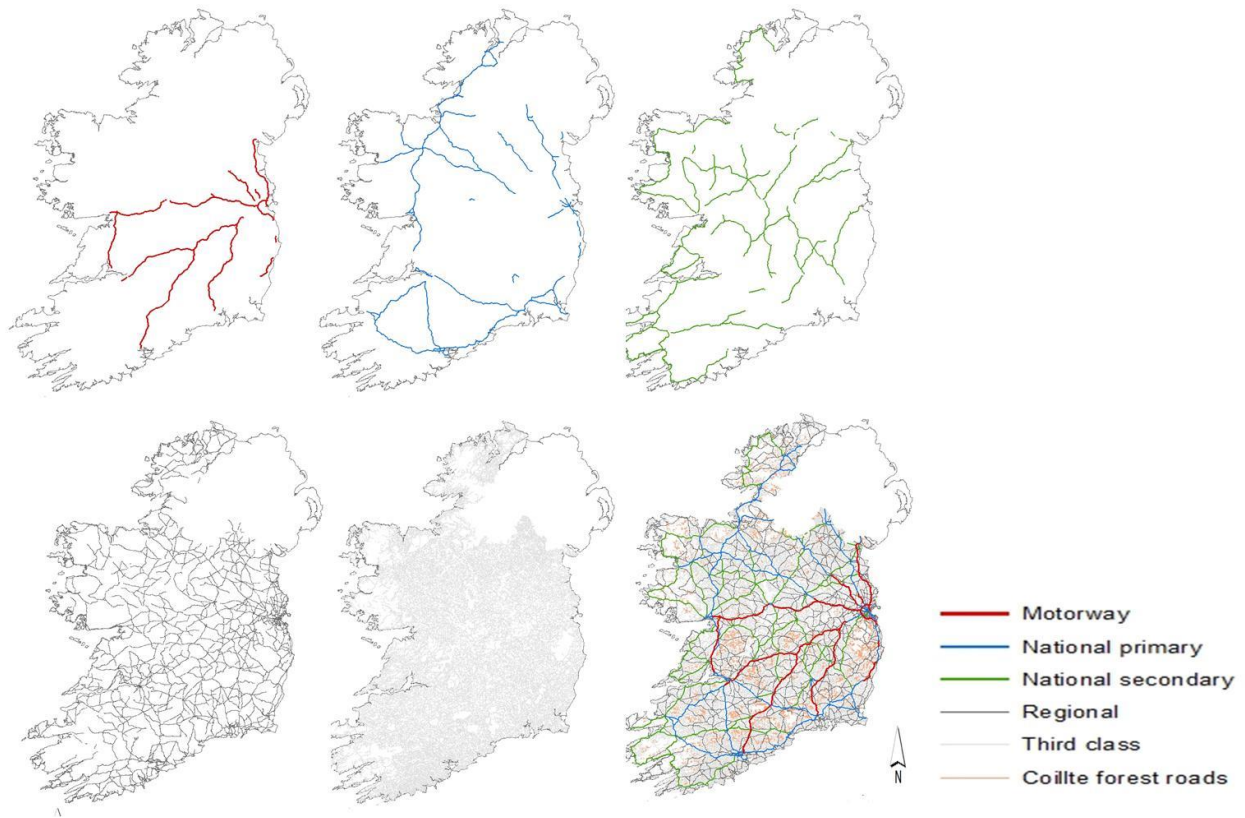 Motorway
National primary
National secondary
Regional
Third class
Coillte forest roads
N